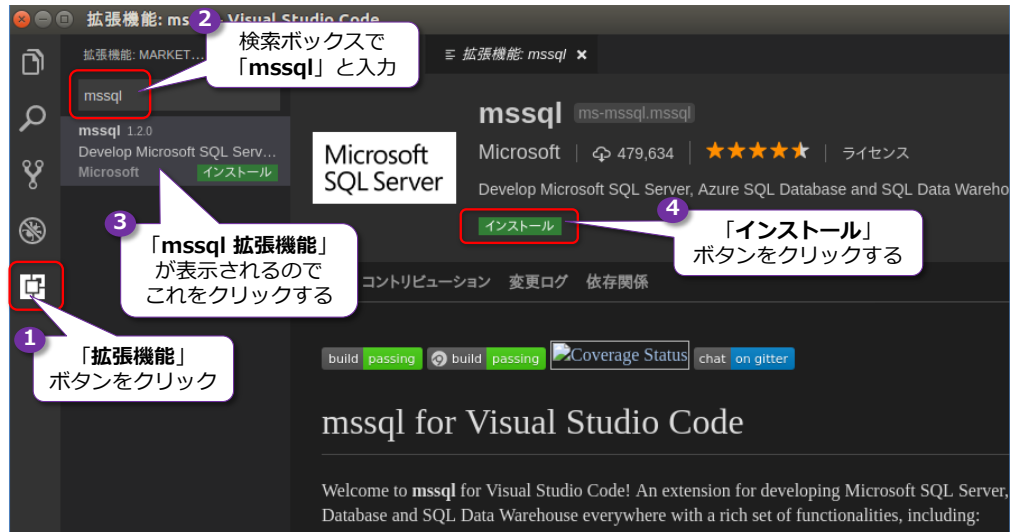 拡張機能: ms
Visual Studio Code
2
検索ボックスで
「mssql」と入力
拡張機能: MARKET...
拡張機能: mssql ×
mssql
mssql 1.2.0
Develop Microsoft SQL Serv...
Microsoft インストール
Microsoft
SQL Server
mssql ms-mssql.mssql
Microsoft 479,634 ライセンス
Develop Microsoft SQL Server, Azure SQL Database and SQL Data Wareho
インストール
4
「インストール」
ボタンをクリックする
3
「mssql 拡張機能」
が表示されるので
これをクリックする
コントリビューション 変更ログ 依存関係
1
「拡張機能」
ボタンをクリック
build passing build passing Coverage Status chat on gitter
mssql for Visual Studio Code
Welcome to mssql for Visual Studio Code! An extension for developing Microsoft SQL Server,
Database and SQL Data Warehouse everywhere with a rich set of functionalities, including: